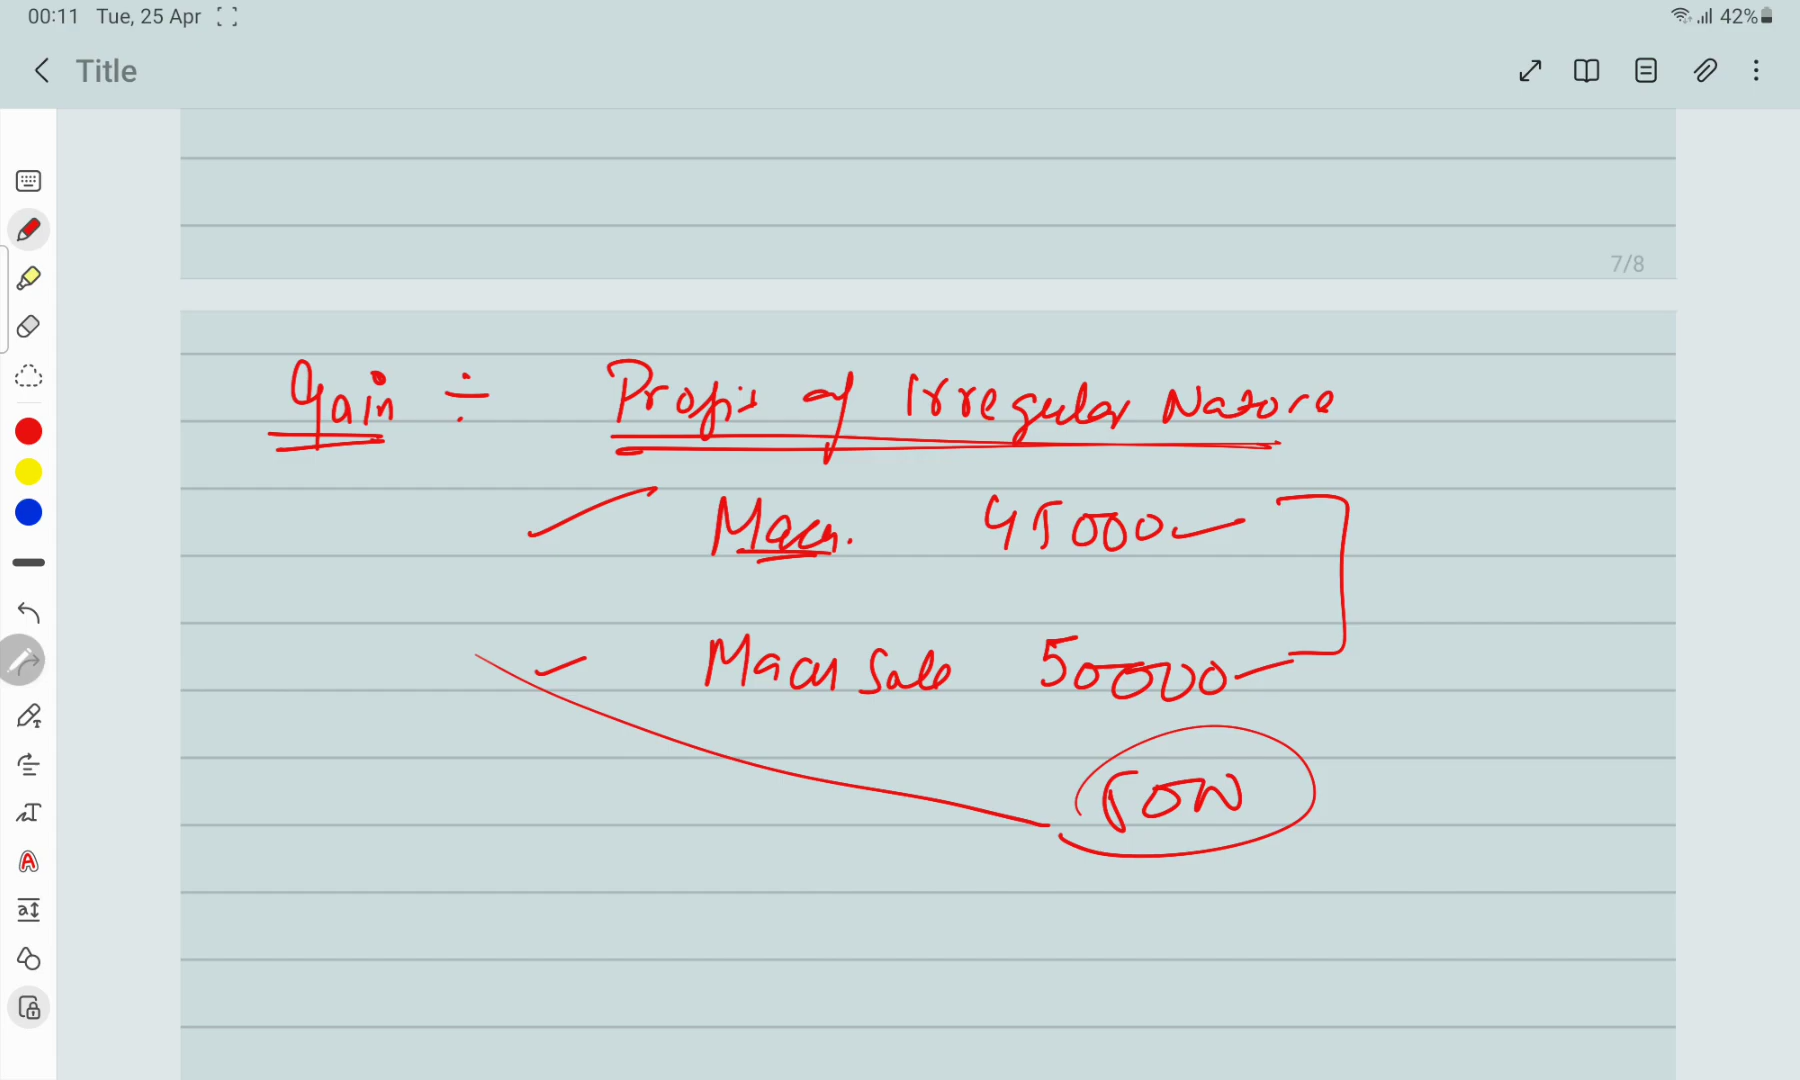 00:11 Tue, 25 Apr 42%
Title
7/8
Gain ÷ Profit of Irregular Nature
Mach. 45000
Mach Sale 50000
5000